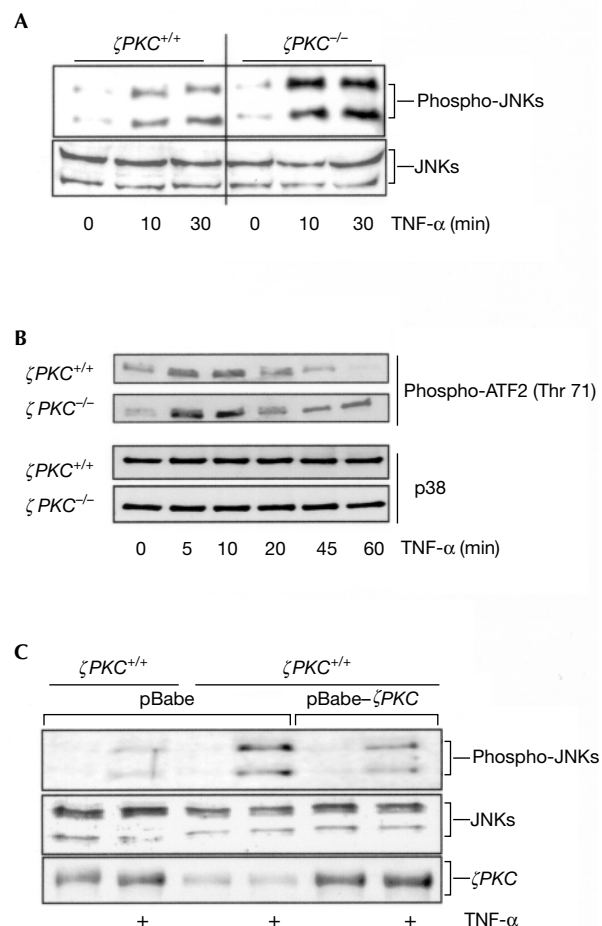 A
ζPKC+/+ ζPKC−/−
Phospho-JNKs
JNKs
0 10 30 0 10 30 TNF-α (min)
B
ζPKC+/+
Phospho-ATF2 (Thr 71)
ζPKC−/−
ζPKC+/+
p38
ζPKC−/−
0 5 10 20 45 60 TNF-α (min)
C
ζPKC+/+ ζPKC+/+
pBabe pBabe–ζPKC
Phospho-JNKs
JNKs
ζPKC
+ + + TNF-α